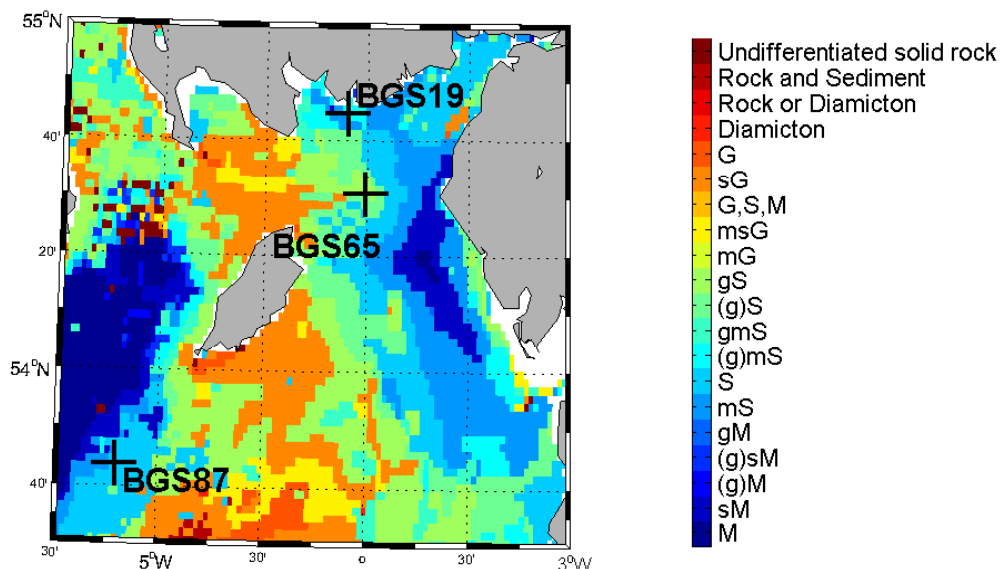 55°N
40'
20'
54°N
40'
30'
5°W
30'
0
30'
3°W
BGS19
BGS65
BGS87
Undifferentiated solid rock
Rock and Sediment
Rock or Diamicton
Diamicton
G
sG
G,S,M
msG
mG
gS
(g)S
gmS
(g)mS
S
mS
gM
(g)sM
(g)M
sM
M